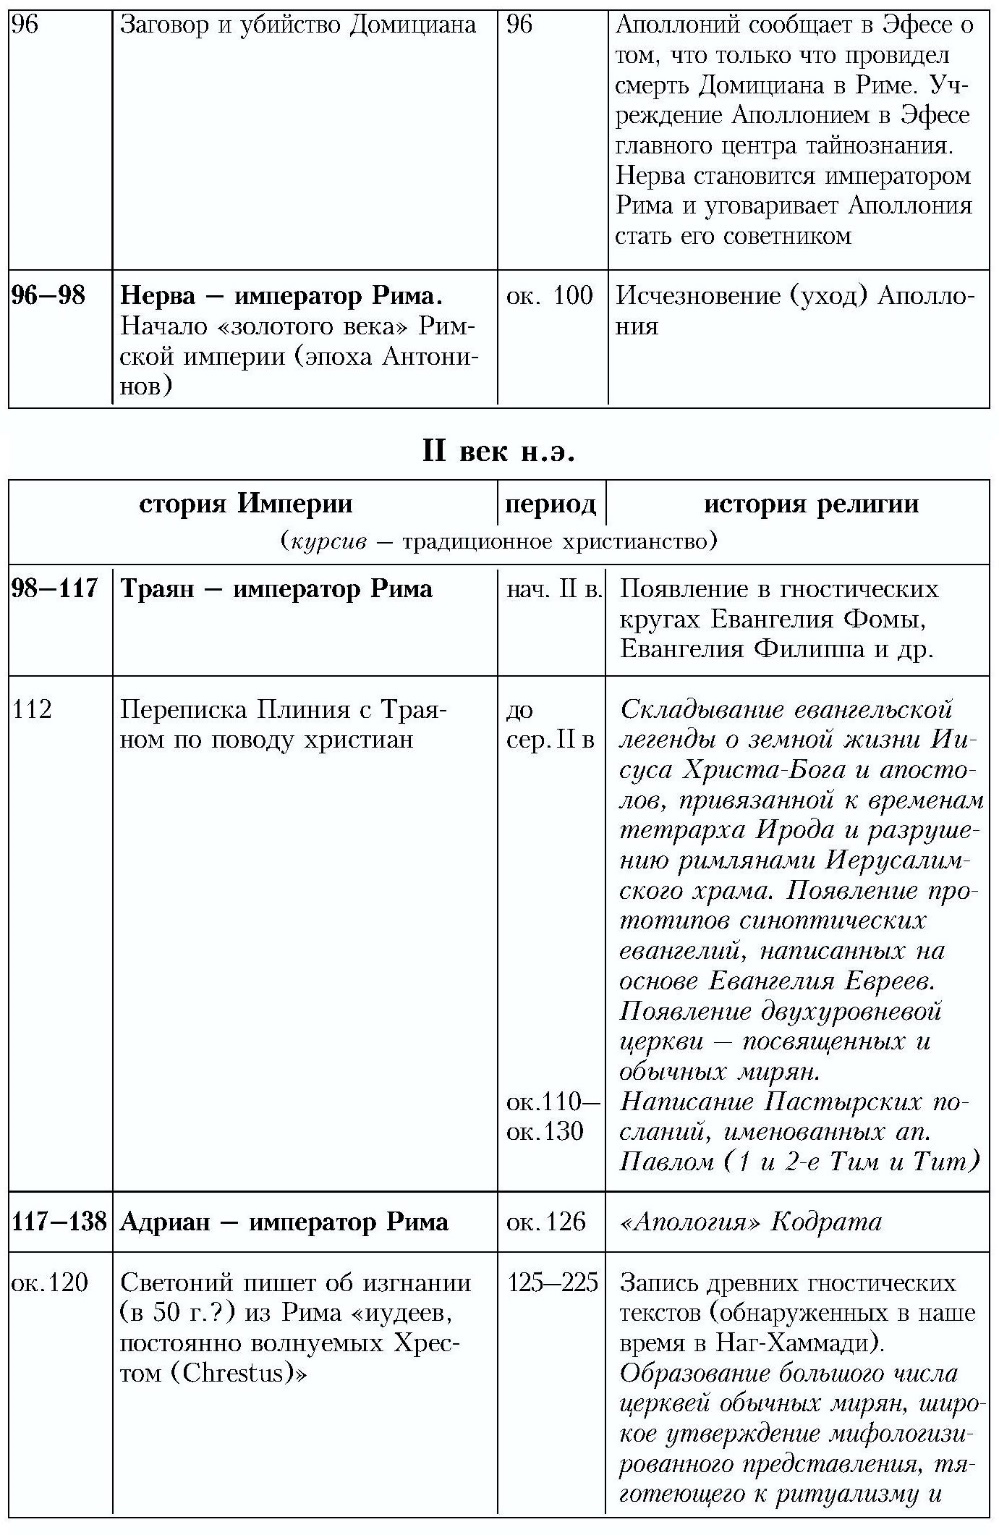 96
Заговор и убийство Домициана
96
Аполлоний сообщает в Эфесе о
том, что только что провидел
смерть Домициана в Риме. Уч-
реждение Аполлонием в Эфесе
главного центра тайнознания.
Нерва становится императором
Рима и уговаривает Аполлония
стать его советником
96—98
Нерва — император Рима.
Начало «золотого века» Рим-
ской империи (эпоха Антони-
нов)
ок. 100
Исчезновение (уход) Аполло-
ния
II век н.э.
стория Империи
период
история религии
(курсив — традиционное христианство)
98—117
Траян — император Рима
нач. II в.
Появление в гностических
кругах Евангелия Фомы,
Евангелия Филиппа и др.
112
Переписка Плиния с Трая-
ном по поводу христиан
до
сер. II в
Складывание евангельской
легенды о земной жизни Ии-
суса Христа-Бога и апосто-
лов, привязанной к временам
тетрарха Ирода и разруше-
нию римлянами Иерусалим-
ского храма. Появление про-
тотипов синоптических
евангелий, написанных на
основе Евангелия Евреев.
Появление двухуровневой
церкви — посвященных и
обычных мирян.
ок.110—
ок.130
Написание Пастырских по-
сланий, именованных ап.
Павлом (1 и 2-е Тим и Тит)
117—138
Адриан — император Рима
ок. 126
«Апология» Кодрата
ок.120
Светоний пишет об изгнании
(в 50 г.?) из Рима «иудеев,
постоянно волнуемых Хрес-
том (Chrestus)»
125—225
Запись древних гностических
текстов (обнаруженных в наше
время в Наг-Хаммади).
Образование большого числа
церквей обычных мирян, широ-
кое утверждение мифологизи-
рованного представления, тя-
готеющего к ритуализму и